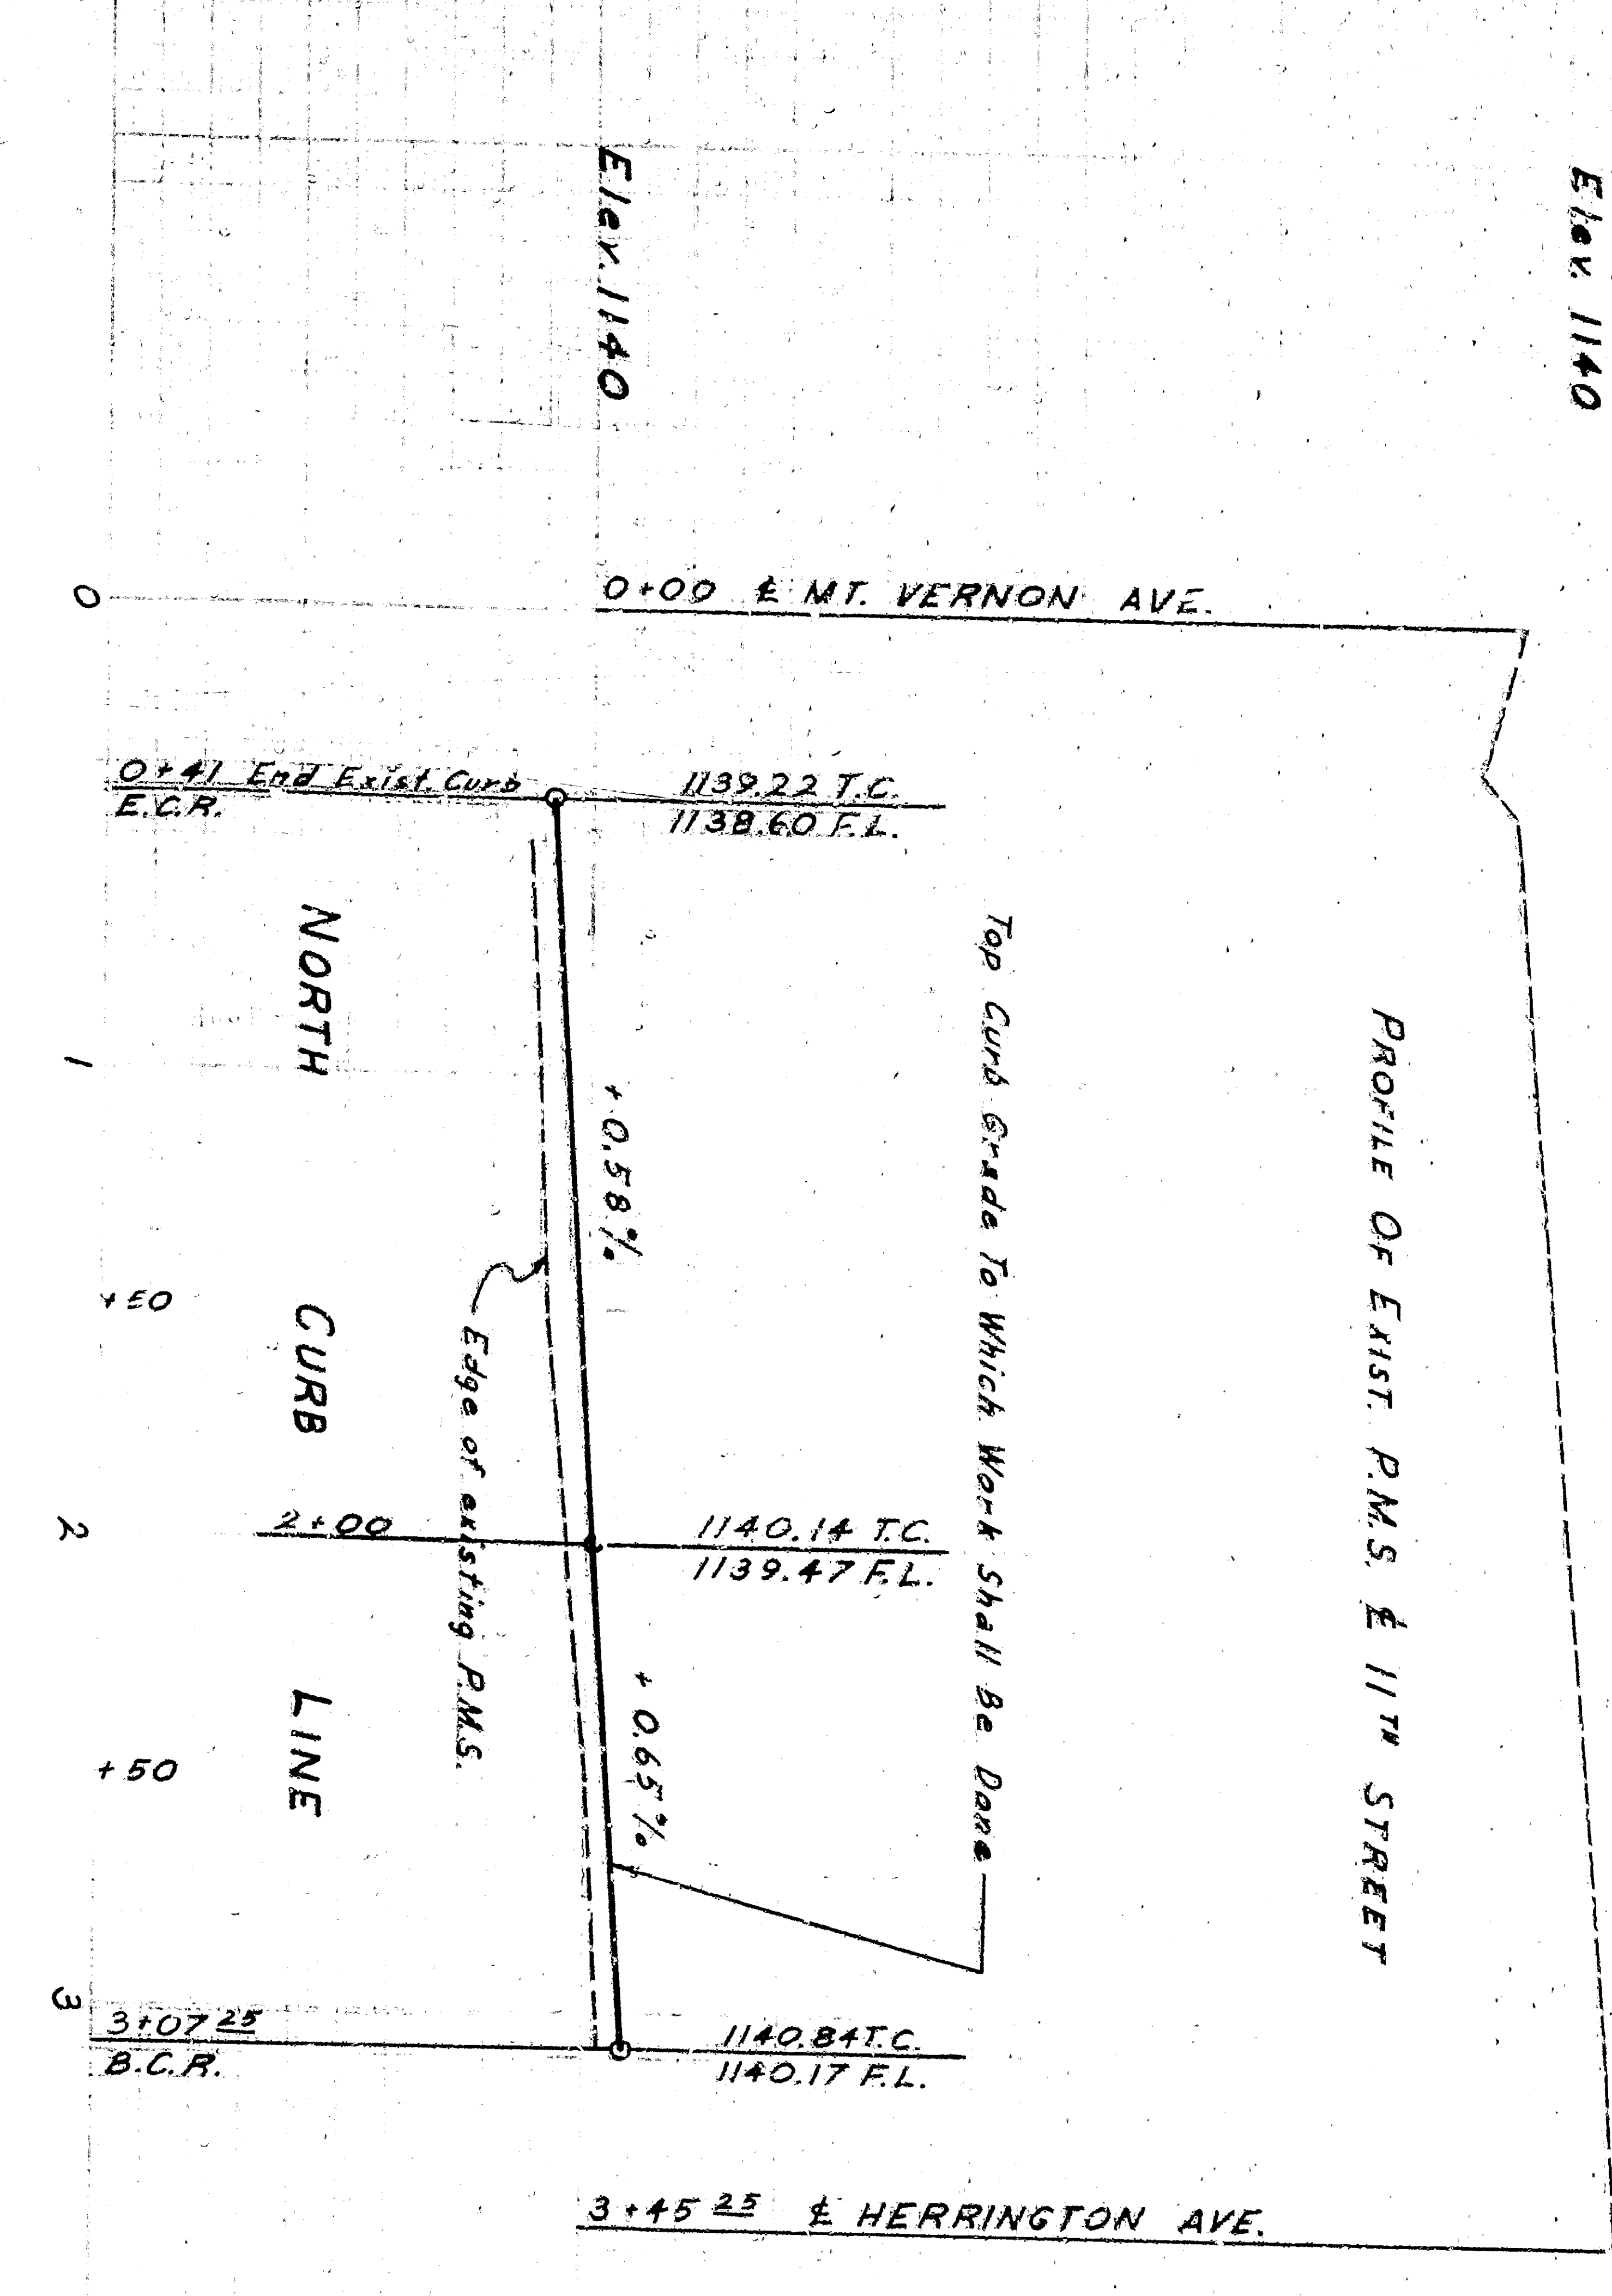 Elev. 1140
Elev. 1140
0
0+00 ℄ MT. VERNON AVE.
0+41 End Exist Curb
E.C.R.
1139.22 T.C.
1138.60 F.L.
NORTH CURB LINE
1
+50
2
+50
3
+0.58%
Edge of existing P.M.S.
Top Curb Grade To Which Work Shall Be Done
PROFILE OF EXIST. P.M.S. ℄ 11TH STREET
2+00
1140.14 T.C.
1139.47 F.L.
+0.65%
3+07 25
B.C.R.
1140.84 T.C.
1140.17 F.L.
3+45 25 ℄ HERRINGTON AVE.